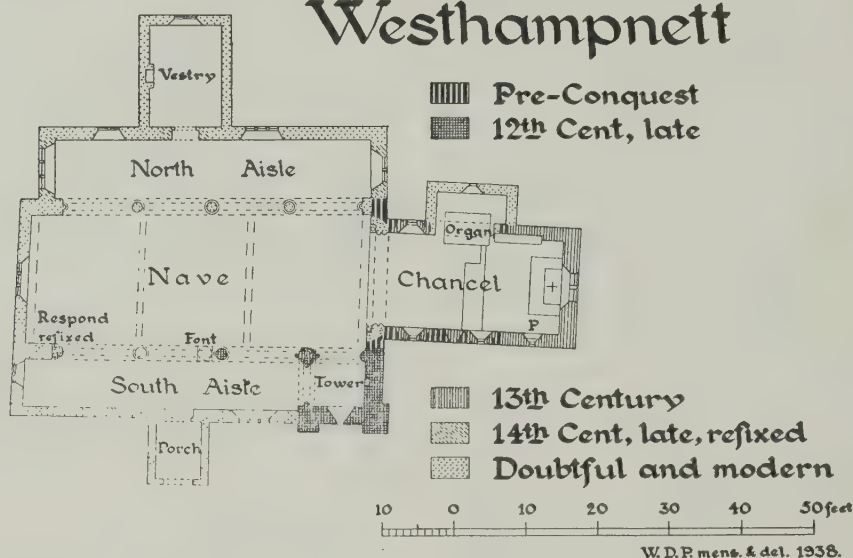 Westhampnett
Vestry
Pre-Conquest
12th Cent, late
North Aisle
Organ
Nave
Chancel
Respond
refixed
Font
P
South Aisle
Tower
13th Century
14th Cent, late, refixed
Doubtful and modern
Porch
10 0 10 20 30 40 50 feet
W. D. P. mens. & del. 1938.